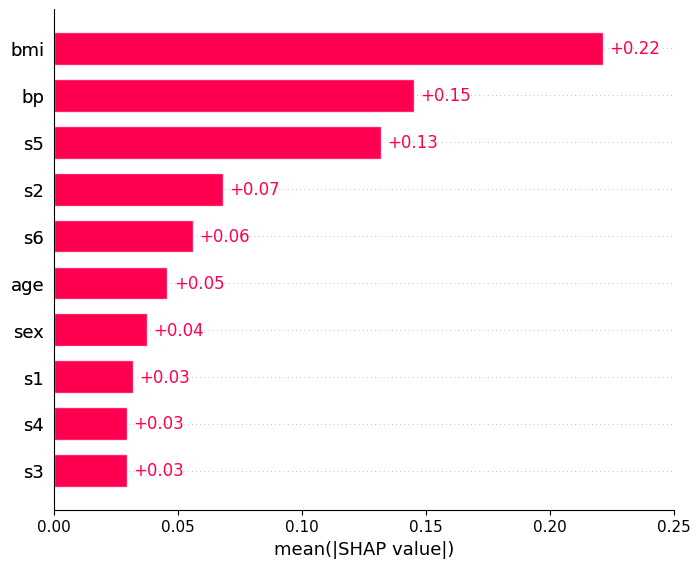 bmi +0.22
bp +0.15
s5 +0.13
s2 +0.07
s6 +0.06
age +0.05
sex +0.04
s1 +0.03
s4 +0.03
s3 +0.03
0.00 0.05 0.10 0.15 0.20 0.25
mean(|SHAP value|)